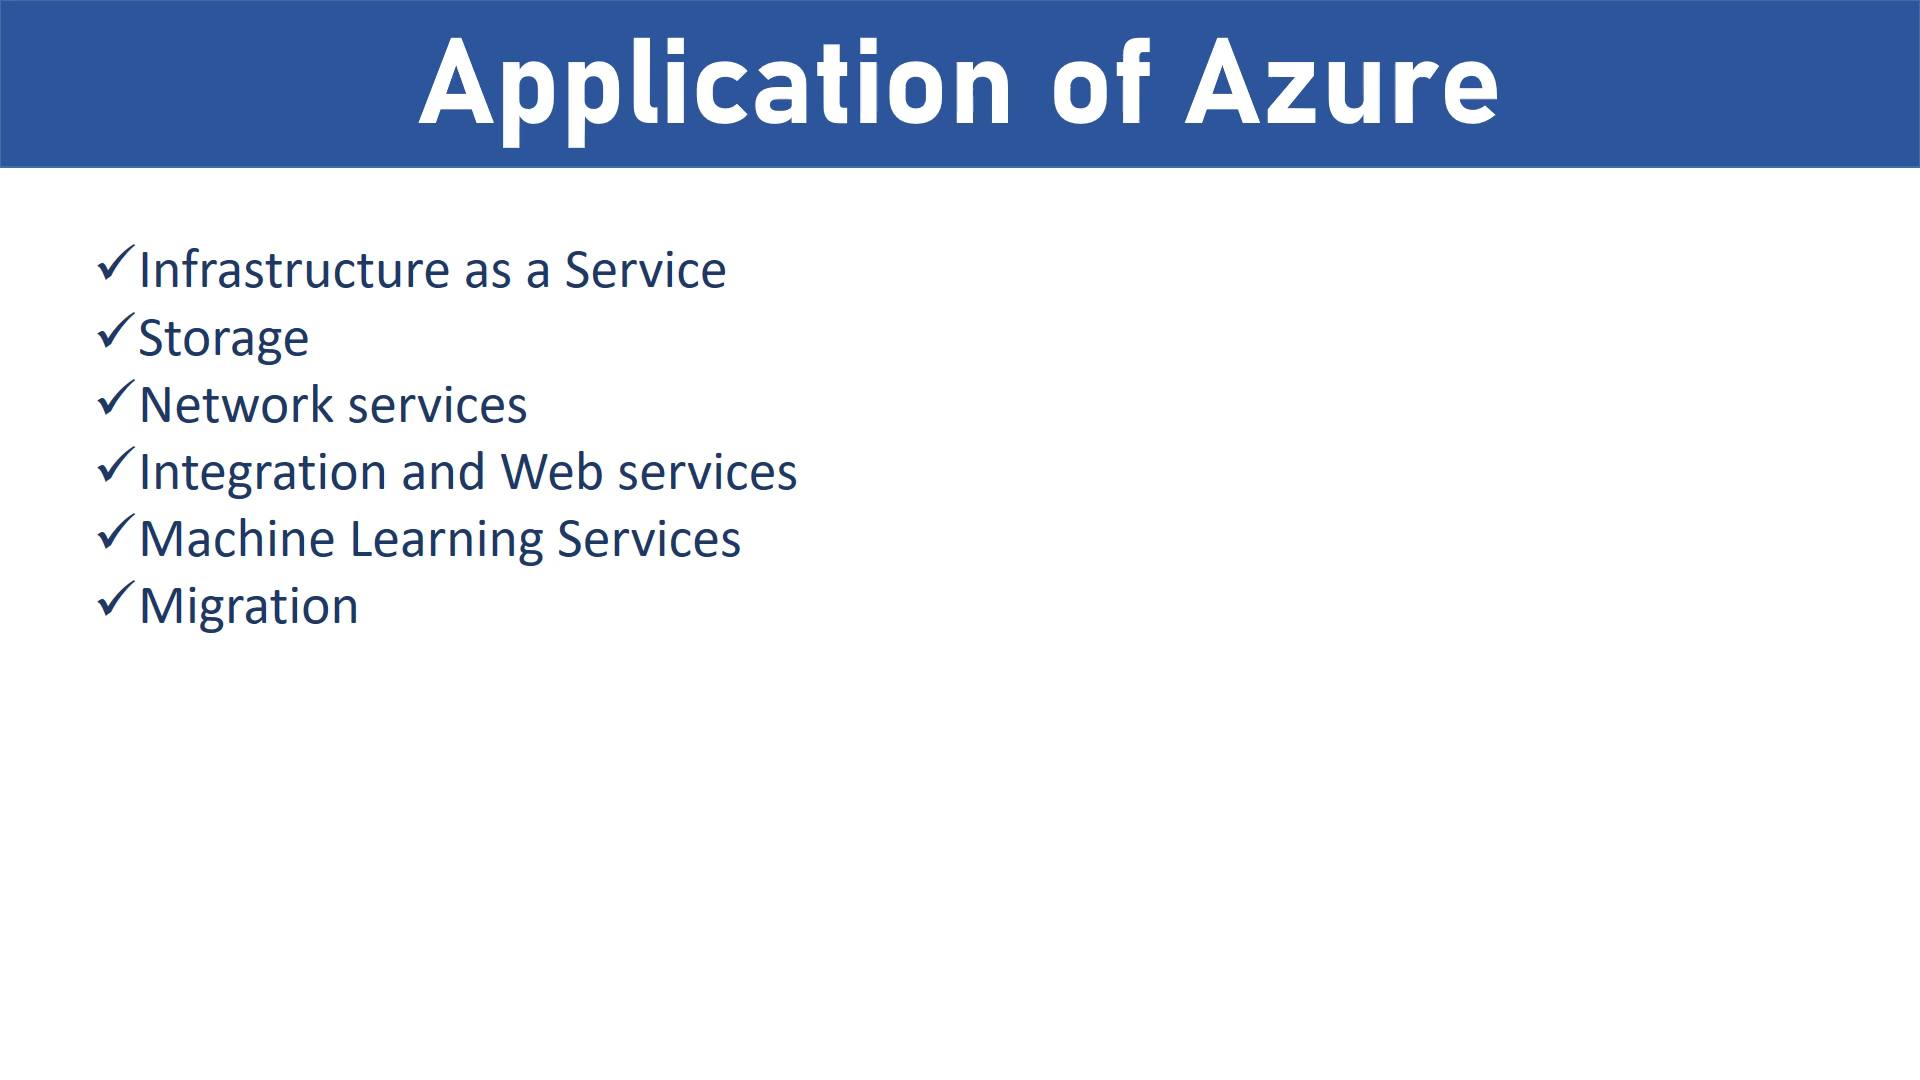 Application of Azure
✓Infrastructure as a Service
✓Storage
✓Network services
✓Integration and Web services
✓Machine Learning Services
✓Migration